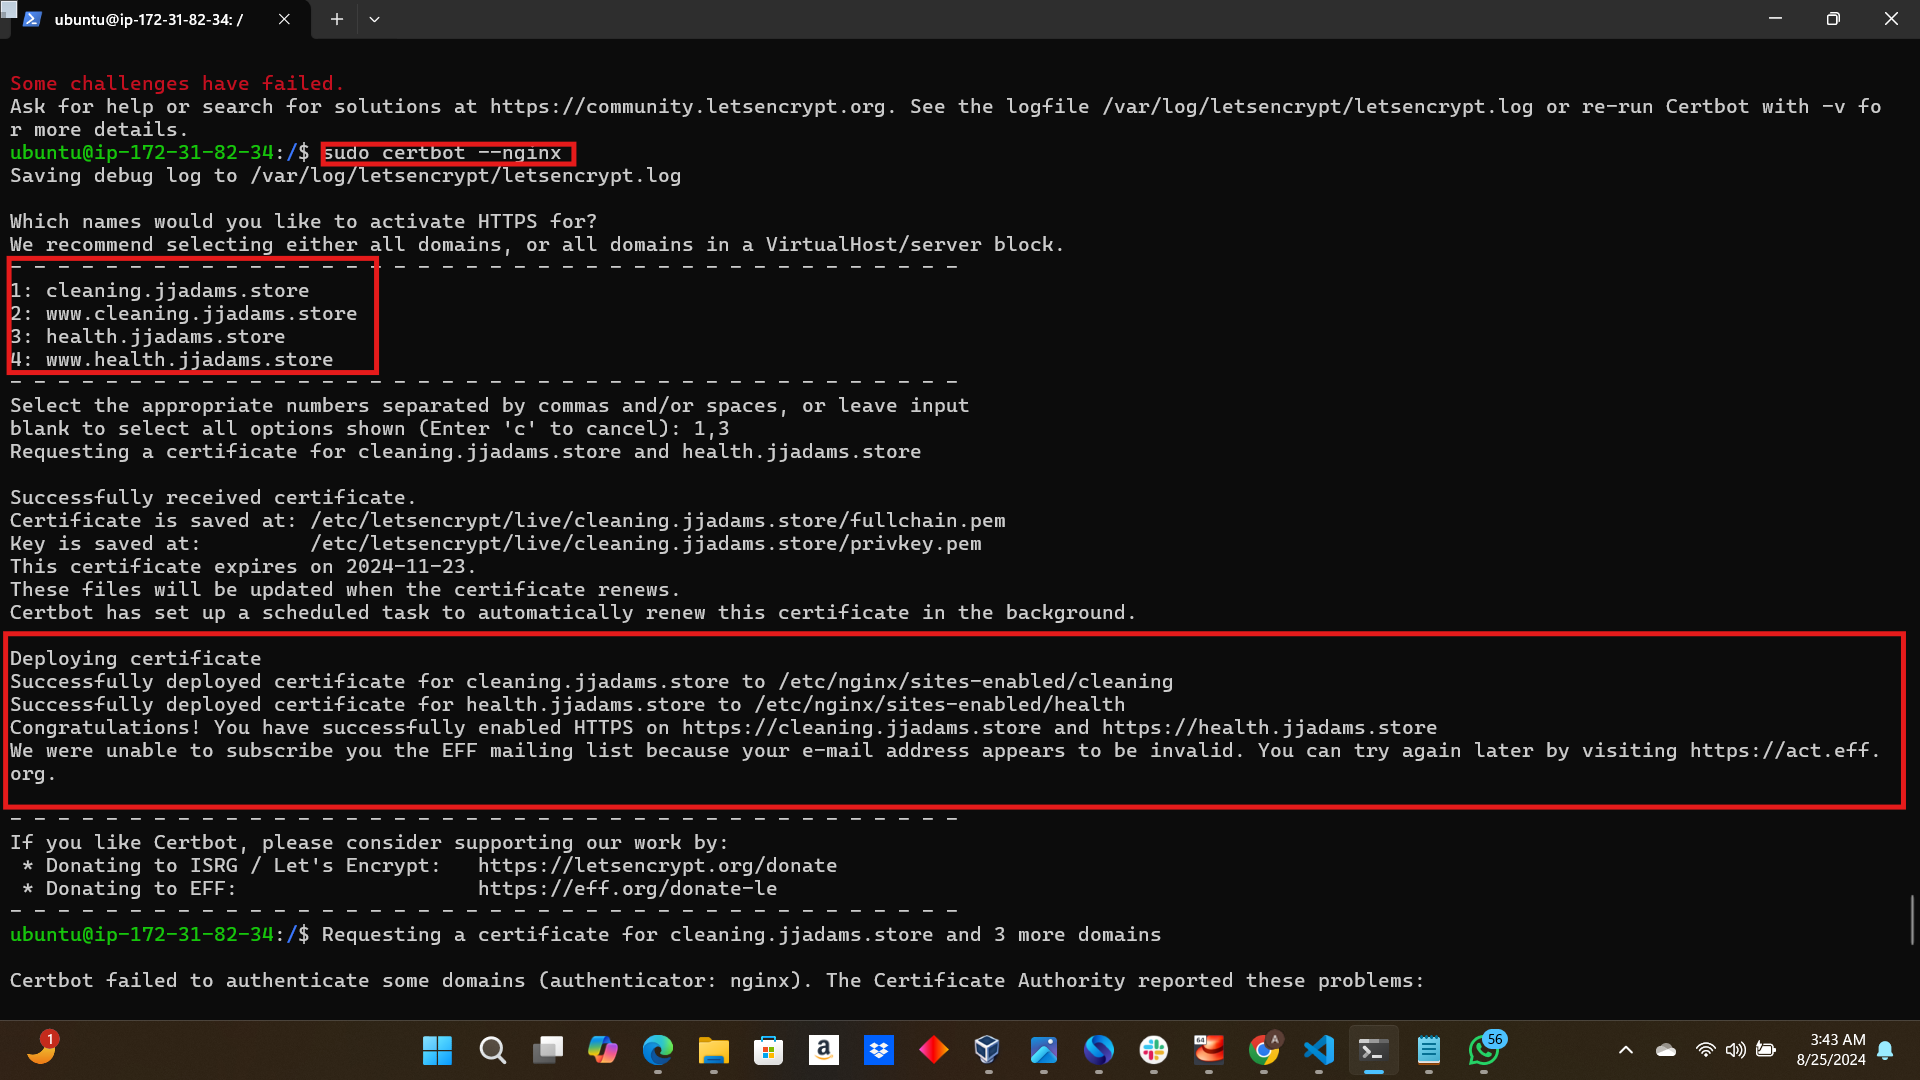 ubuntu@ip-172-31-82-34: /
Some challenges have failed.
Ask for help or search for solutions at https://community.letsencrypt.org. See the logfile /var/log/letsencrypt/letsencrypt.log or re-run Certbot with -v fo
r more details.
ubuntu@ip-172-31-82-34:/$ sudo certbot --nginx
Saving debug log to /var/log/letsencrypt/letsencrypt.log
Which names would you like to activate HTTPS for?
We recommend selecting either all domains, or all domains in a VirtualHost/server block.
- - - - - - - - - - - - - - - - - - - - - - - - - - - - - - - - - - - - - - - -
1: cleaning.jjadams.store
2: www.cleaning.jjadams.store
3: health.jjadams.store
4: www.health.jjadams.store
- - - - - - - - - - - - - - - - - - - - - - - - - - - - - - - - - - - - - - - -
Select the appropriate numbers separated by commas and/or spaces, or leave input
blank to select all options shown (Enter 'c' to cancel): 1,3
Requesting a certificate for cleaning.jjadams.store and health.jjadams.store
Successfully received certificate.
Certificate is saved at: /etc/letsencrypt/live/cleaning.jjadams.store/fullchain.pem
Key is saved at:         /etc/letsencrypt/live/cleaning.jjadams.store/privkey.pem
This certificate expires on 2024-11-23.
These files will be updated when the certificate renews.
Certbot has set up a scheduled task to automatically renew this certificate in the background.
Deploying certificate
Successfully deployed certificate for cleaning.jjadams.store to /etc/nginx/sites-enabled/cleaning
Successfully deployed certificate for health.jjadams.store to /etc/nginx/sites-enabled/health
Congratulations! You have successfully enabled HTTPS on https://cleaning.jjadams.store and https://health.jjadams.store
We were unable to subscribe you the EFF mailing list because your e-mail address appears to be invalid. You can try again later by visiting https://act.eff.
org.
- - - - - - - - - - - - - - - - - - - - - - - - - - - - - - - - - - - - - - - -
If you like Certbot, please consider supporting our work by:
 * Donating to ISRG / Let's Encrypt:   https://letsencrypt.org/donate
 * Donating to EFF:                    https://eff.org/donate-le
- - - - - - - - - - - - - - - - - - - - - - - - - - - - - - - - - - - - - - - -
ubuntu@ip-172-31-82-34:/$ Requesting a certificate for cleaning.jjadams.store and 3 more domains
Certbot failed to authenticate some domains (authenticator: nginx). The Certificate Authority reported these problems:
1
a
64
A
56
3:43 AM
8/25/2024